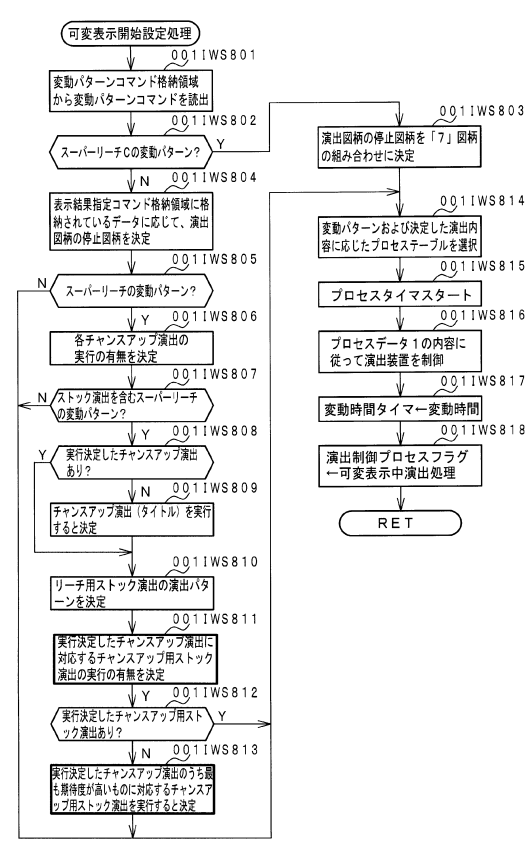 可変表示開始設定処理
001IWS801
変動パターンコマンド格納領域
から変動パターンコマンドを読出
001IWS802
スーパーリーチCの変動パターン?
Y
N
001IWS804
表示結果指定コマンド格納領域に格
納されているデータに応じて、演出
図柄の停止図柄を決定
001IWS805
N
スーパーリーチの変動パターン?
Y
001IWS806
各チャンスアップ演出の
実行の有無を決定
001IWS807
N
ストック演出を含むスーパーリーチ
の変動パターン?
Y
001IWS808
Y
実行決定したチャンスアップ演出
あり?
N
001IWS809
チャンスアップ演出(タイトル)を実行
すると決定
001IWS810
リーチ用ストック演出の演出パタ
ーンを決定
001IWS811
実行決定したチャンスアップ演出に
対応するチャンスアップ用ストック
演出の実行の有無を決定
Y
001IWS812
実行決定したチャンスアップ用スト
ック演出あり?
Y
N
001IWS813
実行決定したチャンスアップ演出のうち最
も期待度が高いものに対応するチャンスア
ップ用ストック演出を実行すると決定
001IWS803
演出図柄の停止図柄を「7」図柄
の組み合わせに決定
001IWS814
変動パターンおよび決定した演出内
容に応じたプロセステーブルを選択
001IWS815
プロセスタイマスタート
001IWS816
プロセスデータ1の内容に
従って演出装置を制御
001IWS817
変動時間タイマ←変動時間
001IWS818
演出制御プロセスフラグ
←可変表示中演出処理
RET